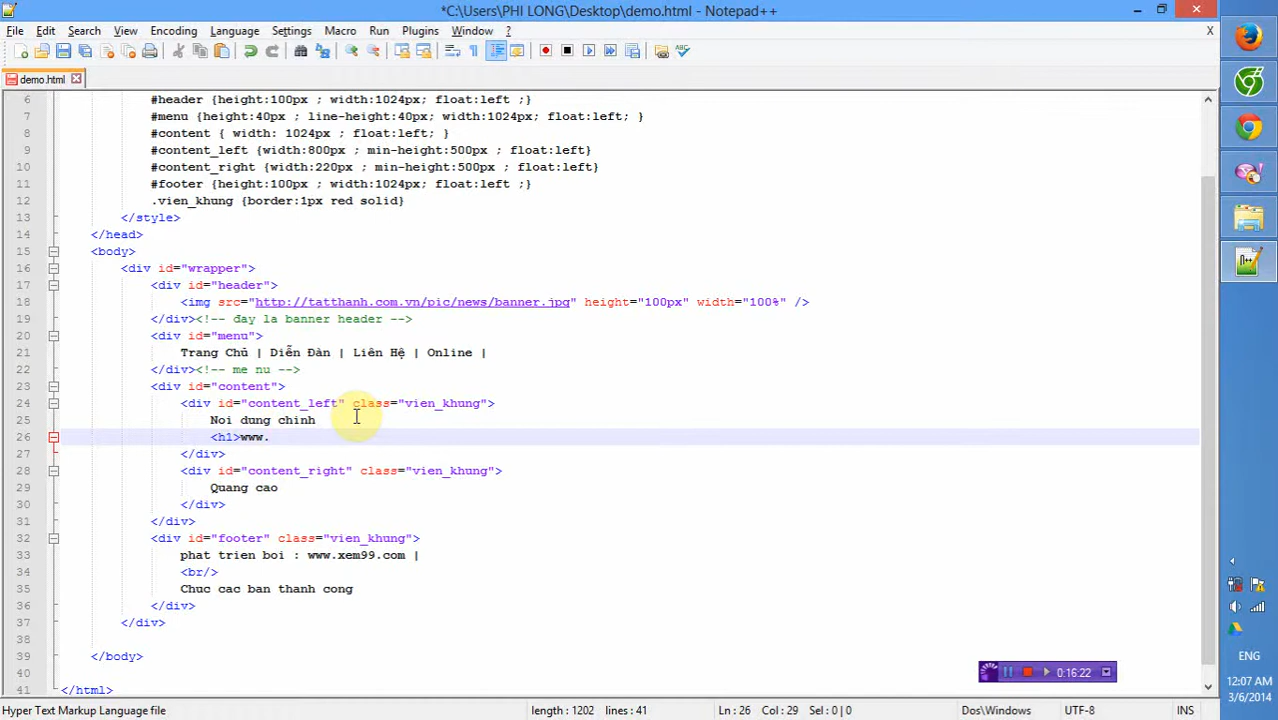 *C:\Users\PHI LONG\Desktop\demo.html - Notepad++
File Edit Search View Encoding Language Settings Macro Run Plugins Window ? X
demo.html
6 #header {height:100px ; width:1024px; float:left ;}
7 #menu {height:40px ; line-height:40px; width:1024px; float:left; }
8 #content { width: 1024px ; float:left; }
9 #content_left {width:800px ; min-height:500px ; float:left}
10 #content_right {width:220px ; min-height:500px ; float:left}
11 #footer {height:100px ; width:1024px; float:left ;}
12 .vien_khung {border:1px red solid}
13 </style>
14 </head>
15 <body>
16 <div id="wrapper">
17 <div id="header">
18 <img src="http://tatthanh.com.vn/pic/news/banner.jpg" height="100px" width="100%" />
19 </div><!-- day la banner header -->
20 <div id="menu">
21 Trang Chủ | Diễn Đàn | Liên Hệ | Online |
22 </div><!-- me nu -->
23 <div id="content">
24 <div id="content_left" class="vien_khung">
25 Noi dung chinh
26 <h1>www.
27 </div>
28 <div id="content_right" class="vien_khung">
29 Quang cao
30 </div>
31 </div>
32 <div id="footer" class="vien_khung">
33 phat trien boi : www.xem99.com |
34 <br/>
35 Chuc cac ban thanh cong
36 </div>
37 </div>
38
39 </body>
40
41 </html>
0:16:22
ENG
12:07 AM
3/6/2014
Hyper Text Markup Language file length : 1202 lines : 41 Ln : 26 Col : 29 Sel : 0 | 0 Dos\Windows UTF-8 INS